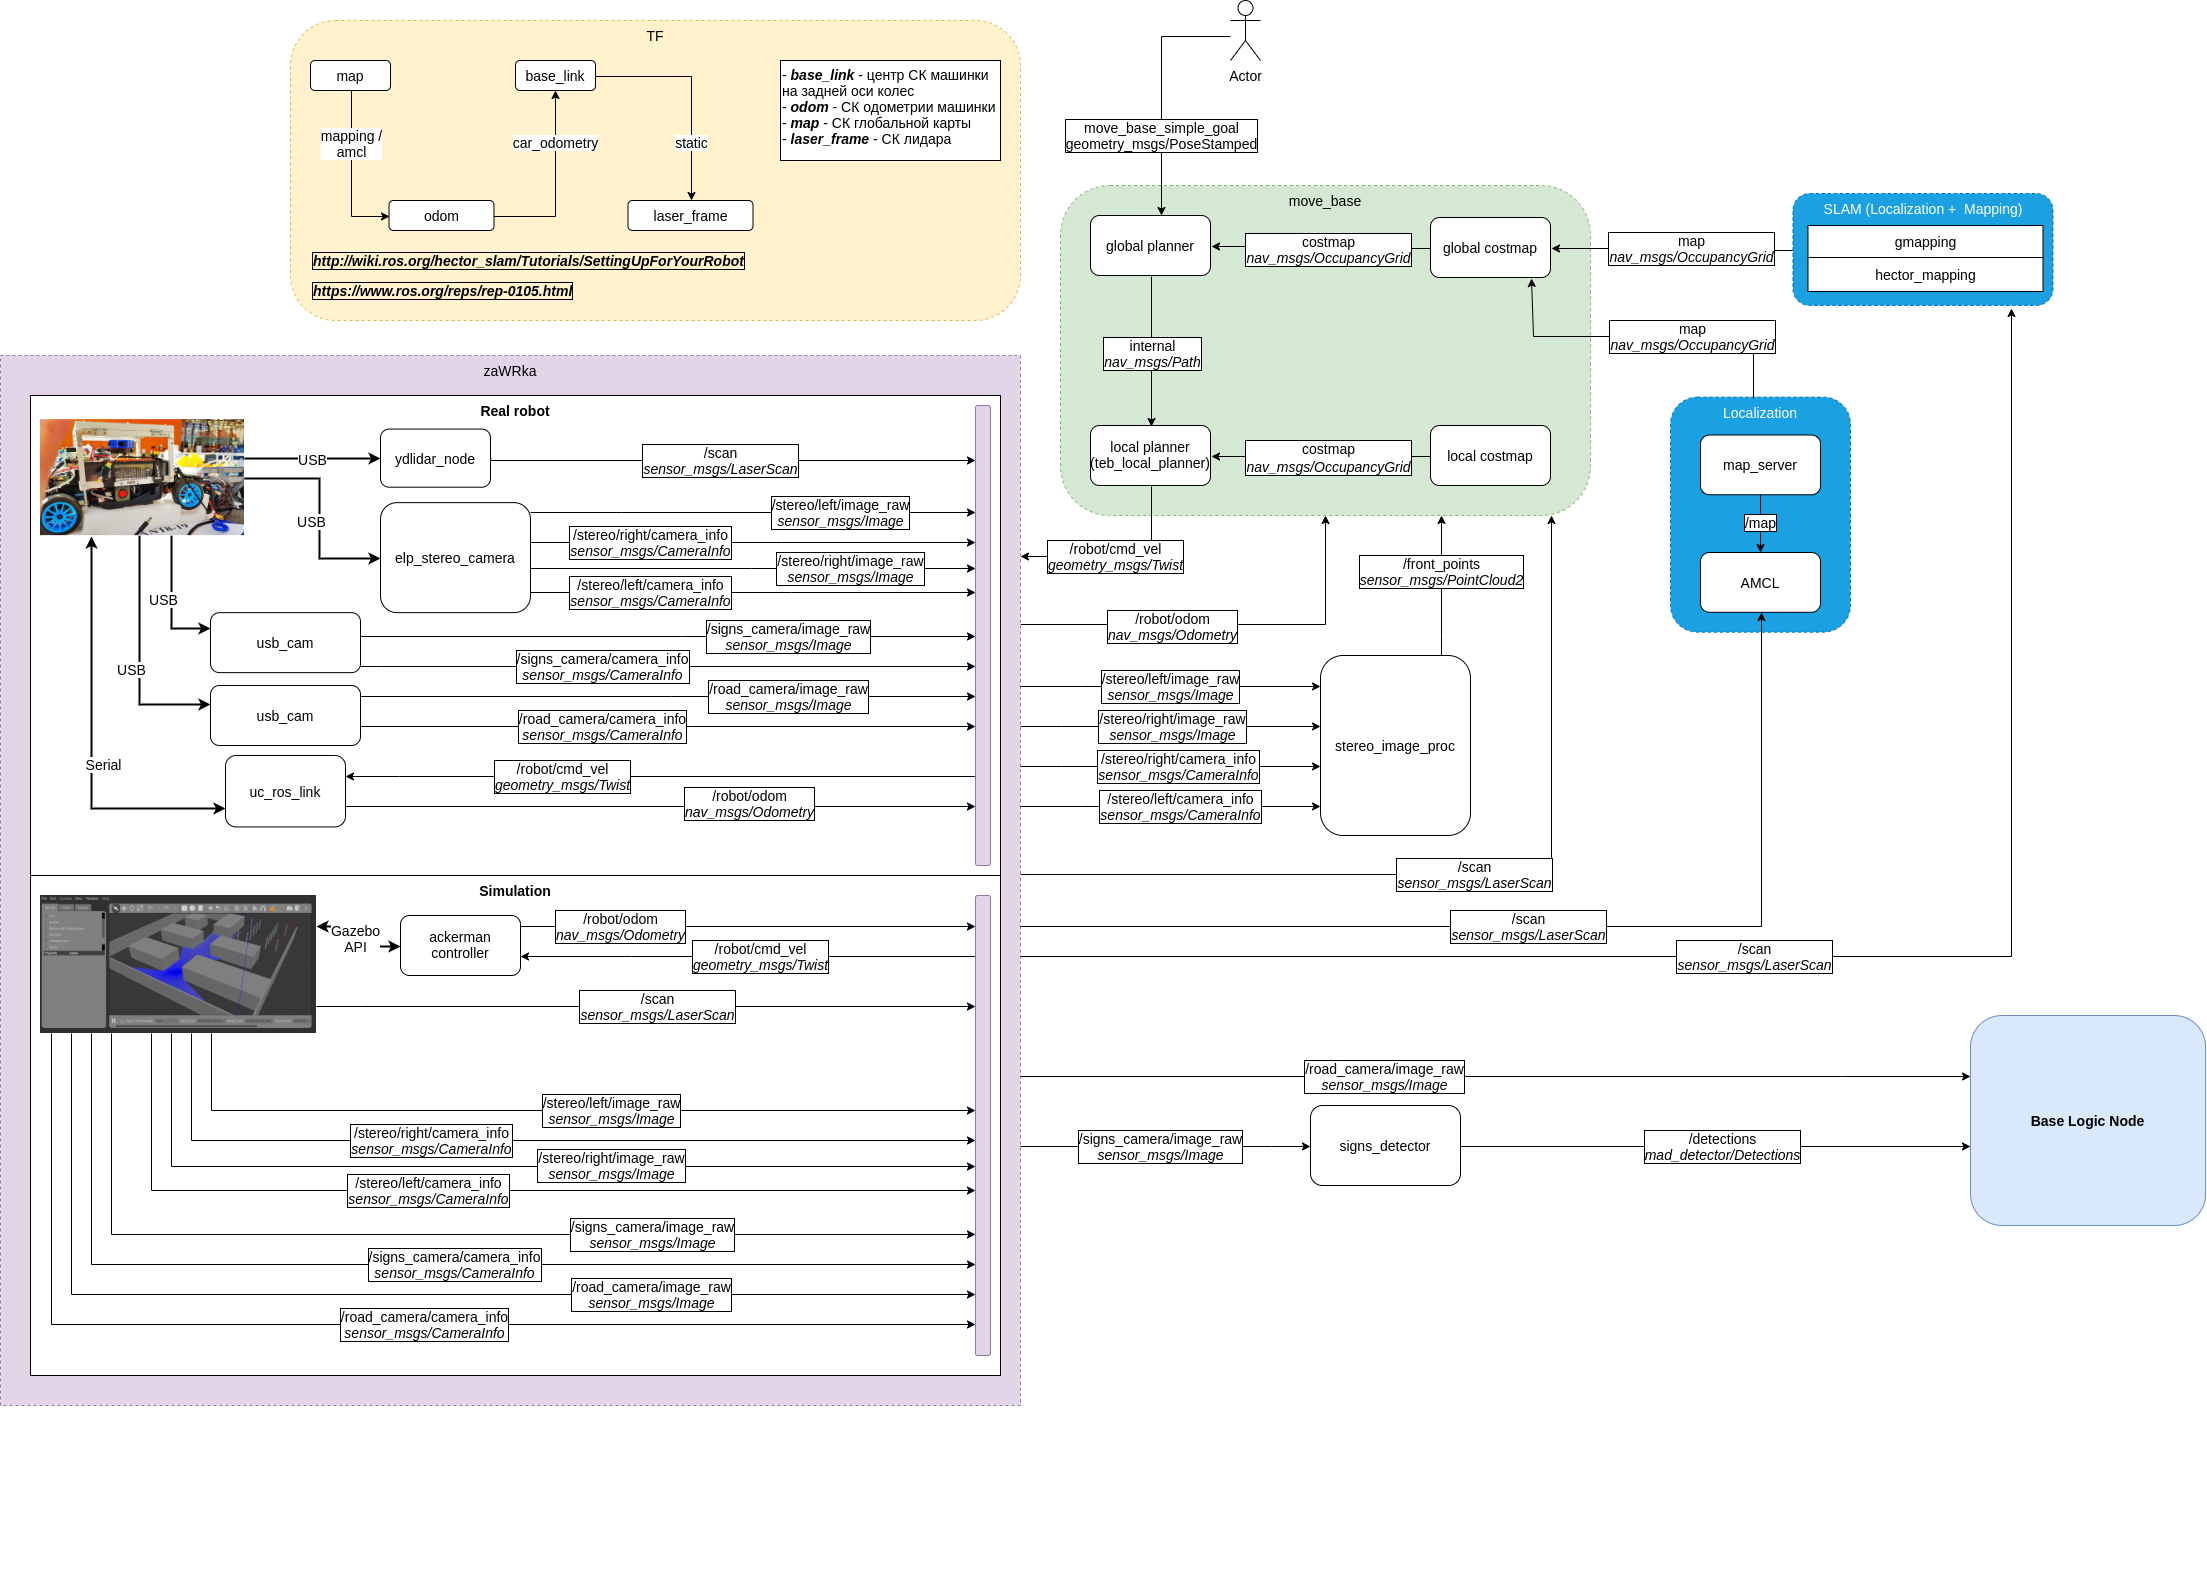 TF
map
base_link
- base_link - центр СК машинки
на задней оси колес
- odom - СК одометрии машинки
- map - СК глобальной карты
- laser_frame - СК лидара
mapping /
amcl
car_odometry
static
odom
laser_frame
http://wiki.ros.org/hector_slam/Tutorials/SettingUpForYourRobot
https://www.ros.org/reps/rep-0105.html
Actor
move_base_simple_goal
geometry_msgs/PoseStamped
move_base
global planner
costmap
nav_msgs/OccupancyGrid
global costmap
map
nav_msgs/OccupancyGrid
SLAM (Localization + Mapping)
gmapping
hector_mapping
internal
nav_msgs/Path
map
nav_msgs/OccupancyGrid
local planner
(teb_local_planner)
costmap
nav_msgs/OccupancyGrid
local costmap
Localization
map_server
/map
AMCL
zaWRka
Real robot
USB
ydlidar_node
/scan
sensor_msgs/LaserScan
USB
elp_stereo_camera
/stereo/left/image_raw
sensor_msgs/Image
/stereo/right/camera_info
sensor_msgs/CameraInfo
/stereo/right/image_raw
sensor_msgs/Image
/stereo/left/camera_info
sensor_msgs/CameraInfo
USB
usb_cam
/signs_camera/image_raw
sensor_msgs/Image
/signs_camera/camera_info
sensor_msgs/CameraInfo
USB
usb_cam
/road_camera/image_raw
sensor_msgs/Image
/road_camera/camera_info
sensor_msgs/CameraInfo
Serial
uc_ros_link
/robot/cmd_vel
geometry_msgs/Twist
/robot/odom
nav_msgs/Odometry
/robot/cmd_vel
geometry_msgs/Twist
/front_points
sensor_msgs/PointCloud2
/robot/odom
nav_msgs/Odometry
/stereo/left/image_raw
sensor_msgs/Image
/stereo/right/image_raw
sensor_msgs/Image
/stereo/right/camera_info
sensor_msgs/CameraInfo
/stereo/left/camera_info
sensor_msgs/CameraInfo
stereo_image_proc
/scan
sensor_msgs/LaserScan
/scan
sensor_msgs/LaserScan
/scan
sensor_msgs/LaserScan
Simulation
Gazebo
API
ackerman
controller
/robot/odom
nav_msgs/Odometry
/robot/cmd_vel
geometry_msgs/Twist
/scan
sensor_msgs/LaserScan
/stereo/left/image_raw
sensor_msgs/Image
/stereo/right/camera_info
sensor_msgs/CameraInfo
/stereo/right/image_raw
sensor_msgs/Image
/stereo/left/camera_info
sensor_msgs/CameraInfo
/signs_camera/image_raw
sensor_msgs/Image
/signs_camera/camera_info
sensor_msgs/CameraInfo
/road_camera/image_raw
sensor_msgs/Image
/road_camera/camera_info
sensor_msgs/CameraInfo
/road_camera/image_raw
sensor_msgs/Image
/signs_camera/image_raw
sensor_msgs/Image
signs_detector
/detections
mad_detector/Detections
Base Logic Node